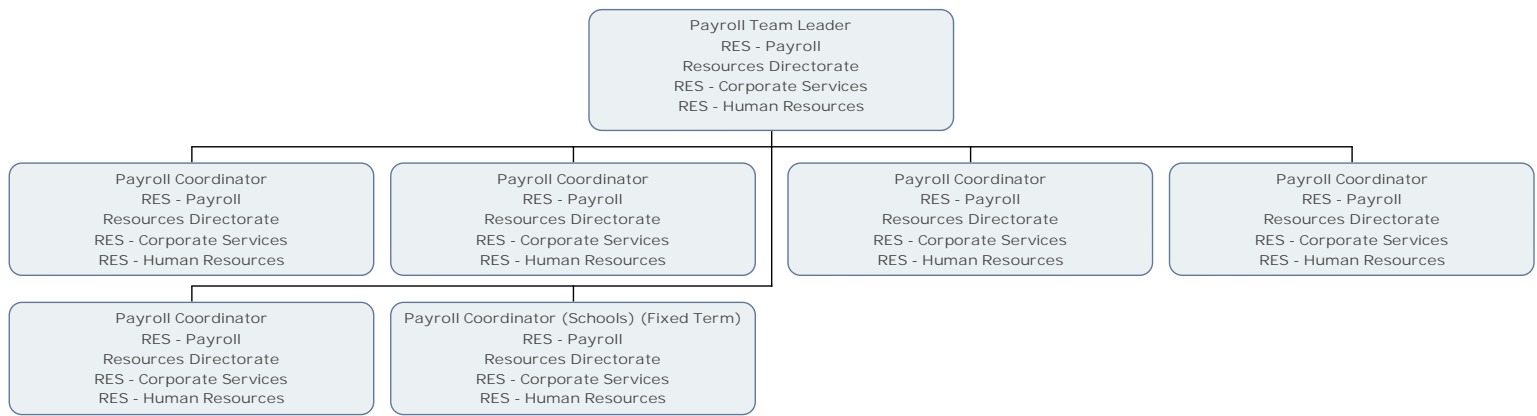 Payroll Team Leader
RES - Payroll
Resources Directorate
RES - Corporate Services
RES - Human Resources
Payroll Coordinator
RES - Payroll
Resources Directorate
RES - Corporate Services
RES - Human Resources
Payroll Coordinator
RES - Payroll
Resources Directorate
RES - Corporate Services
RES - Human Resources
Payroll Coordinator
RES - Payroll
Resources Directorate
RES - Corporate Services
RES - Human Resources
Payroll Coordinator
RES - Payroll
Resources Directorate
RES - Corporate Services
RES - Human Resources
Payroll Coordinator
RES - Payroll
Resources Directorate
RES - Corporate Services
RES - Human Resources
Payroll Coordinator (Schools) (Fixed Term)
RES - Payroll
Resources Directorate
RES - Corporate Services
RES - Human Resources